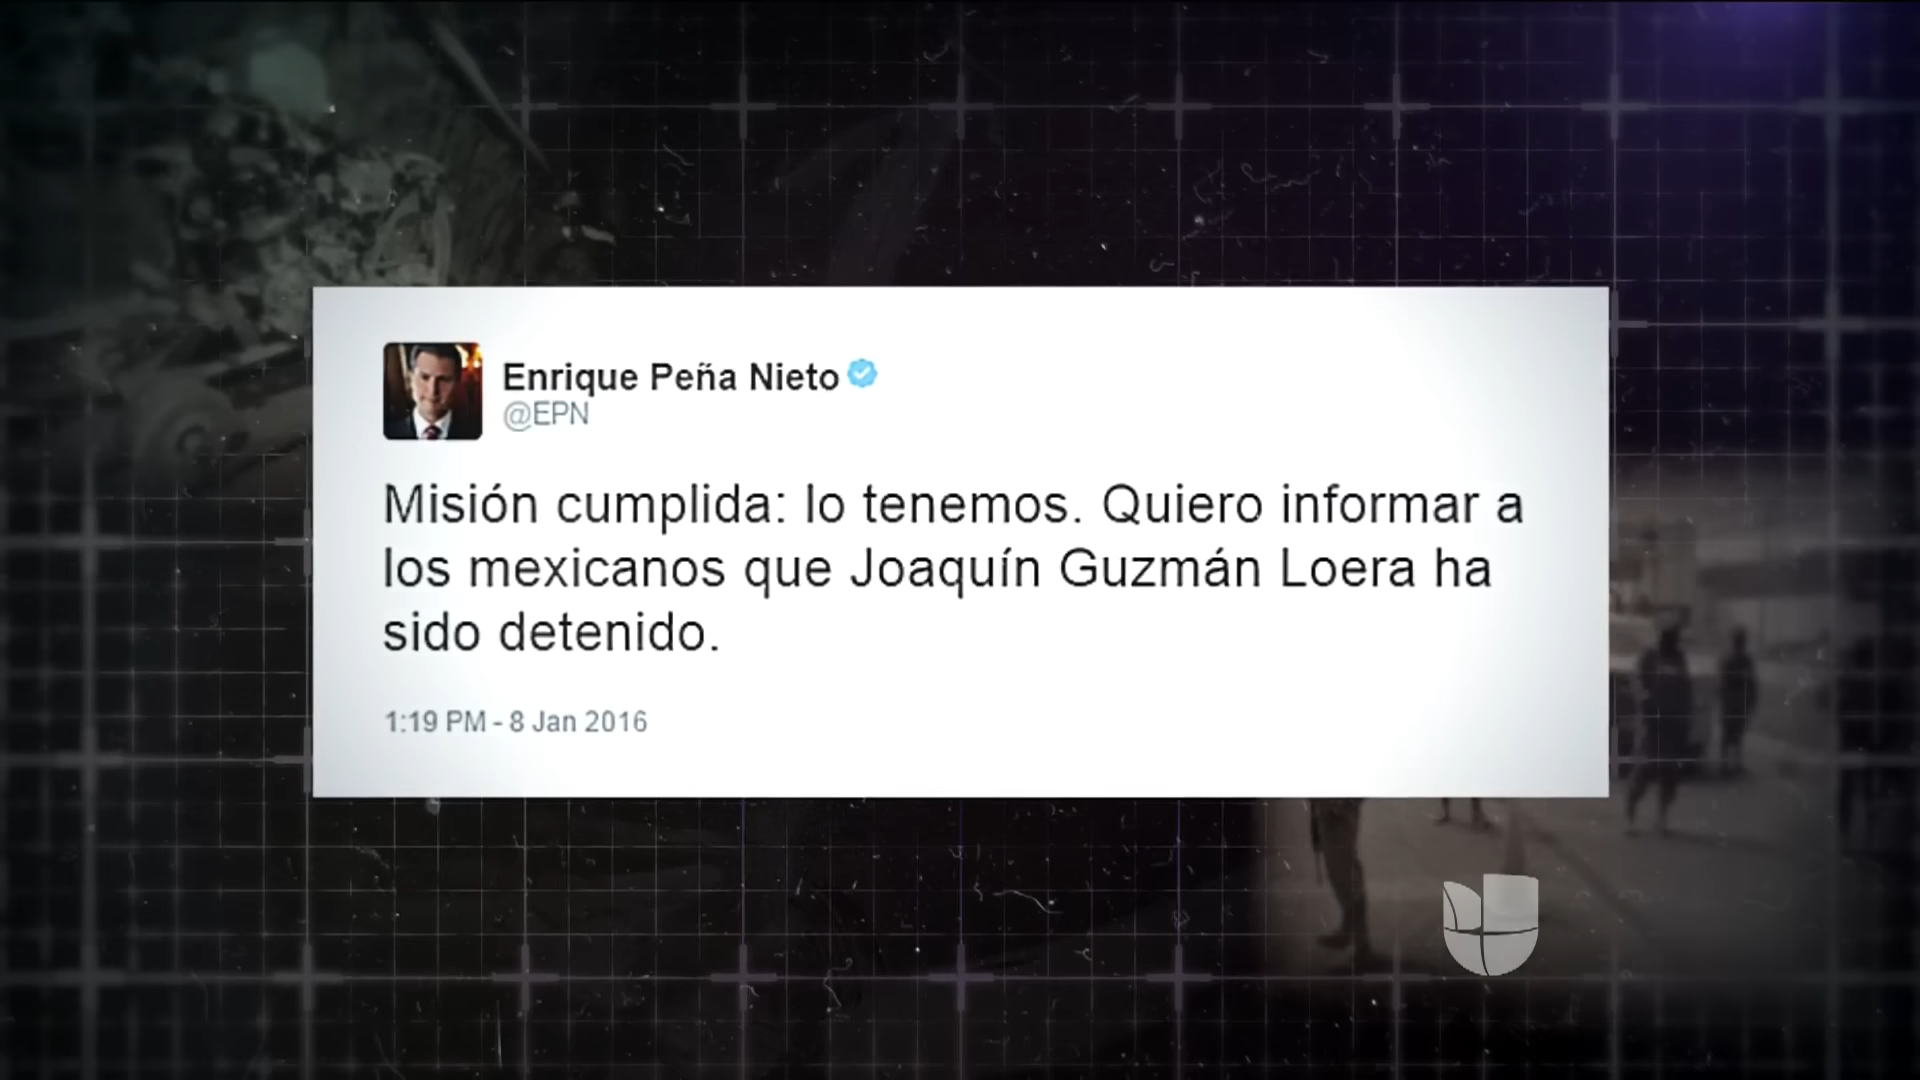 Enrique Peña Nieto
@EPN
Misión cumplida: lo tenemos. Quiero informar a
los mexicanos que Joaquín Guzmán Loera ha
sido detenido.
1:19 PM - 8 Jan 2016